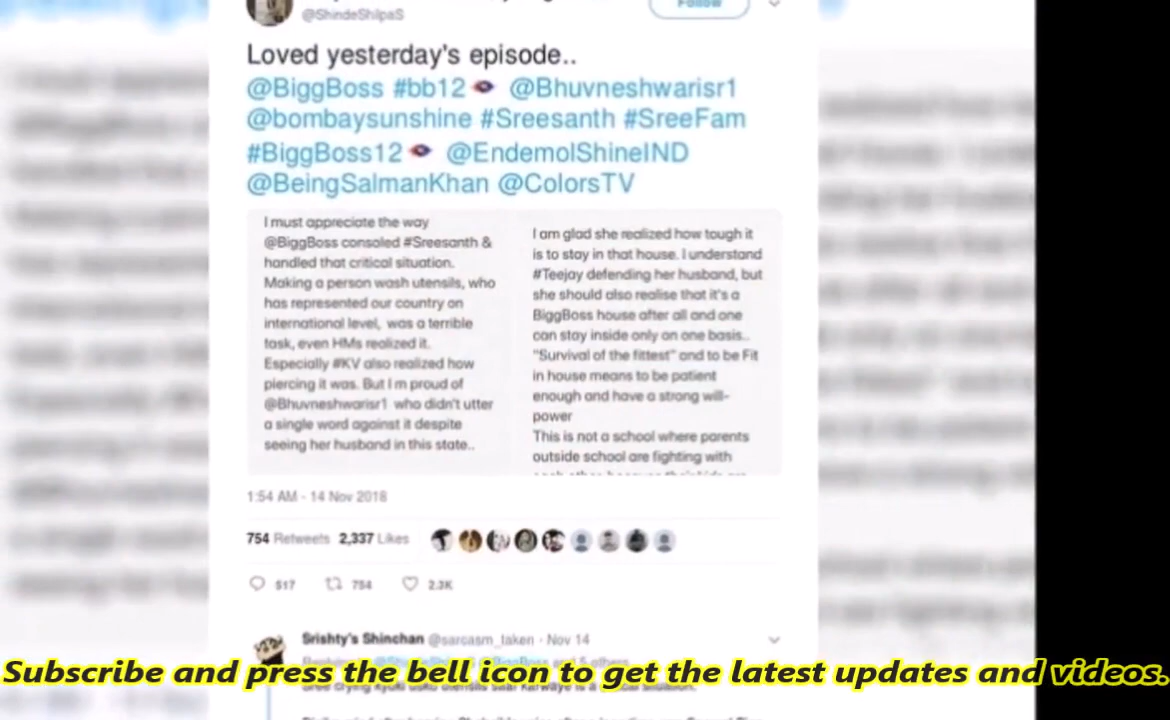 @ShindeShilpaS
Follow
Loved yesterday's episode..
@BiggBoss #bb12 @Bhuvneshwarisr1
@bombaysunshine #Sreesanth #SreeFam
#BiggBoss12 @EndemolShineIND
@BeingSalmanKhan @ColorsTV
I must appreciate the way
@BiggBoss consoled #Sreesanth &
handled that critical situation.
Making a person wash utensils, who
has represented our country on
international level, was a terrible
task, even HMs realized it.
Especially #KV also realized how
piercing it was. But I m proud of
@Bhuvneshwarisr1 who didn't utter
a single word against it despite
seeing her husband in this state..
I am glad she realized how tough it
is to stay in that house. I understand
#Teejay defending her husband, but
she should also realise that it's a
BiggBoss house after all and one
can stay inside only on one basis..
"Survival of the fittest" and to be Fit
in house means to be patient
enough and have a strong will-
power
This is not a school where parents
outside school are fighting with
1:54 AM - 14 Nov 2018
754 Retweets 2,337 Likes
517 754 2.3K
Srishty's Shinchan @sarcasm_taken · Nov 14
Subscribe and press the bell icon to get the latest updates and videos.